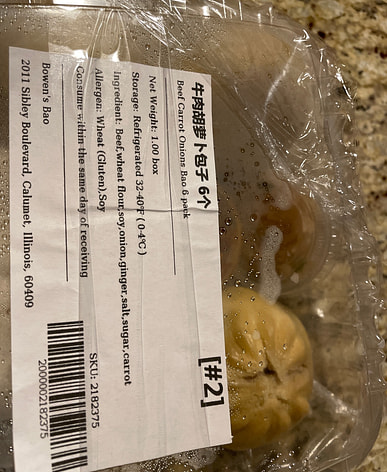 牛肉胡萝卜包子 6个
Beef Carrot Onions Bao 6 pack
[#2]
Net Weight: 1.00 box
Storage: Refrigerated 32-40°F (0-4°C)
Ingredient: Beef,wheat flour,soy,onion,ginger,salt,sugar,carrot
Allergen: Wheat (Gluten),Soy
Consume within the same day of receiving
Bowen's Bao
2011 Sibley Boulevard, Calumet, Illinois, 60409
SKU: 2182375
2000002182375